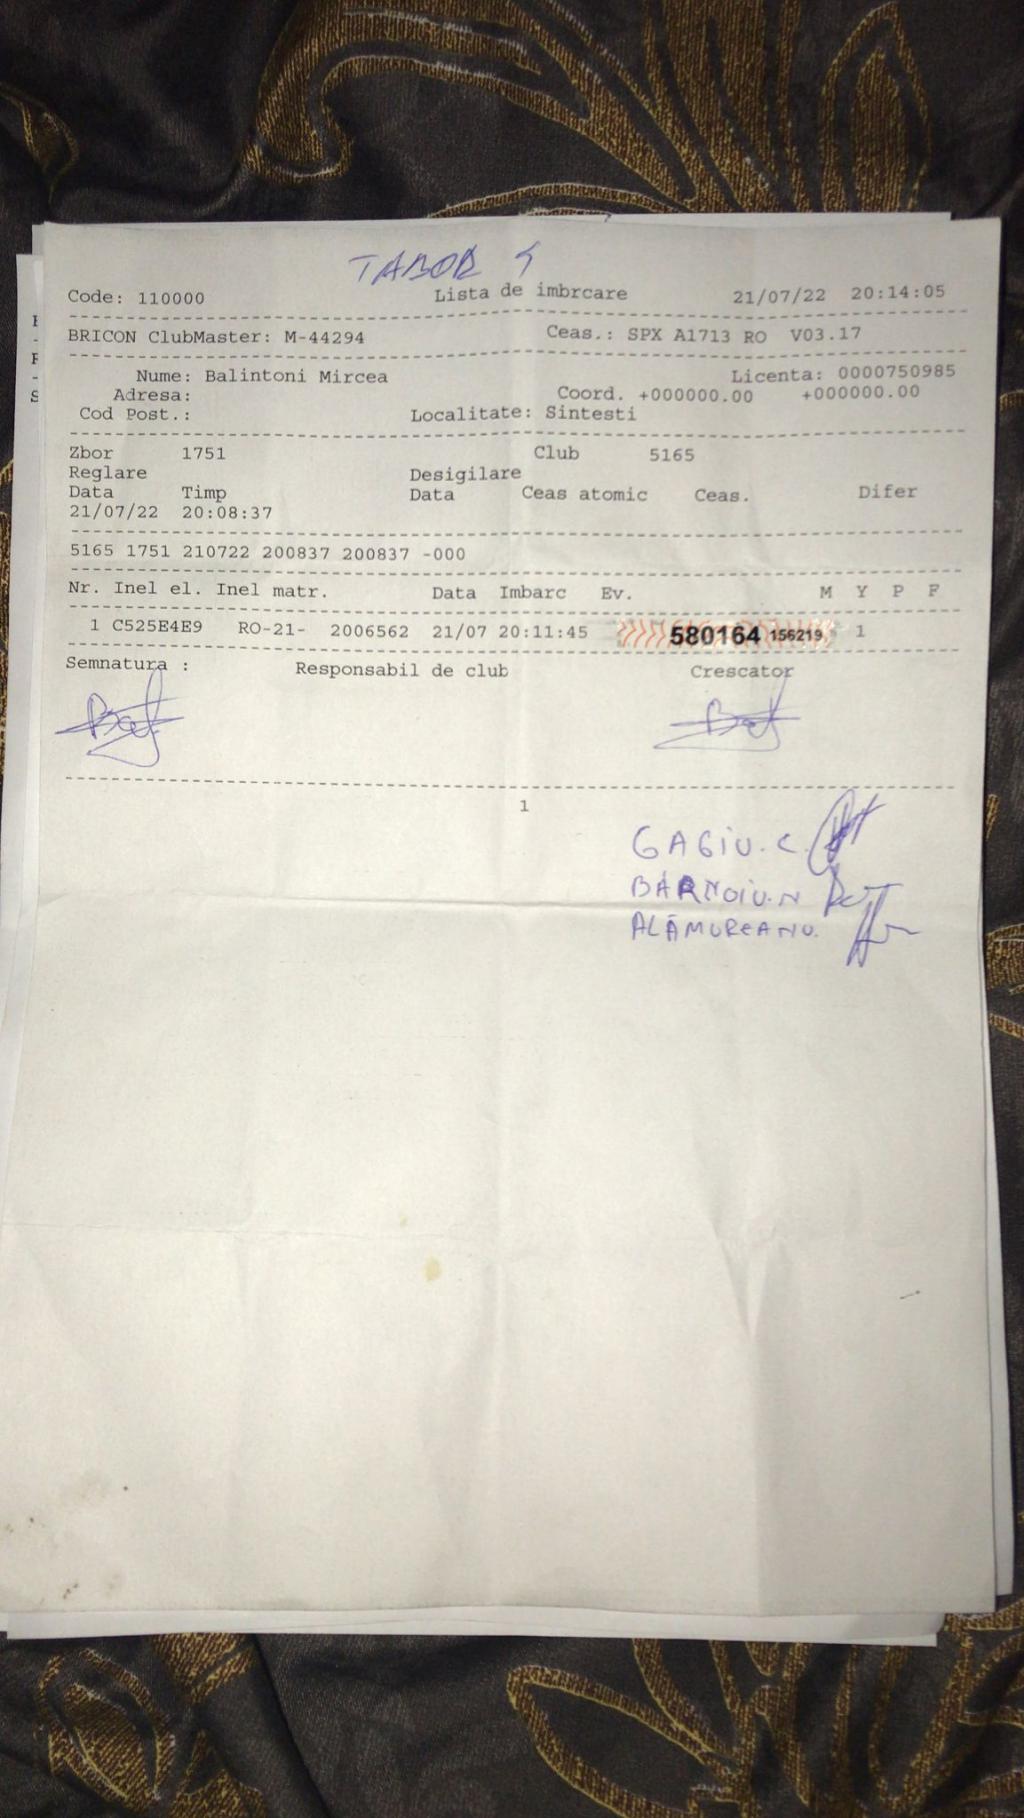 TABOR 5
Code: 110000 Lista de imbrcare 21/07/22 20:14:05
BRICON ClubMaster: M-44294 Ceas.: SPX A1713 RO V03.17
Nume: Balintoni Mircea Licenta: 0000750985
Adresa: Coord. +000000.00 +000000.00
Cod Post.: Localitate: Sintesti
Zbor 1751 Club 5165
Reglare Desigilare
Data Timp Data Ceas atomic Ceas. Difer
21/07/22 20:08:37
5165 1751 210722 200837 200837 -000
Nr. Inel el. Inel matr. Data Imbarc Ev. M Y P F
1 C525E4E9 RO-21- 2006562 21/07 20:11:45 580164 156219 1
Semnatura : Responsabil de club Crescator
1
GAGIU. C.
BĂRNOIU. N
ALĂMUREANU.